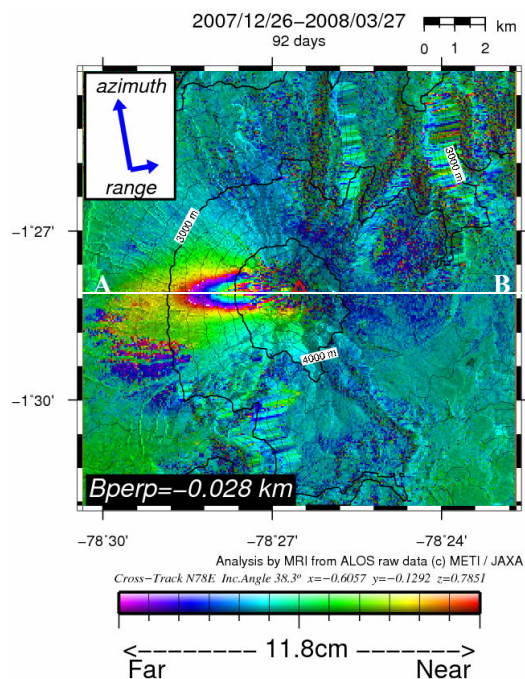 2007/12/26−2008/03/27
92 days
km
0 1 2
azimuth
range
3000 m
3000 m
−1˚27'
A
B
4000 m
−1˚30'
Bperp=−0.028 km
−78˚30' −78˚27' −78˚24'
Analysis by MRI from ALOS raw data (c) METI / JAXA
Cross−Track N78E Inc.Angle 38.3º x=−0.6057 y=−0.1292 z=0.7851
<−−−−−−−− 11.8cm −−−−−−−−>
Far Near